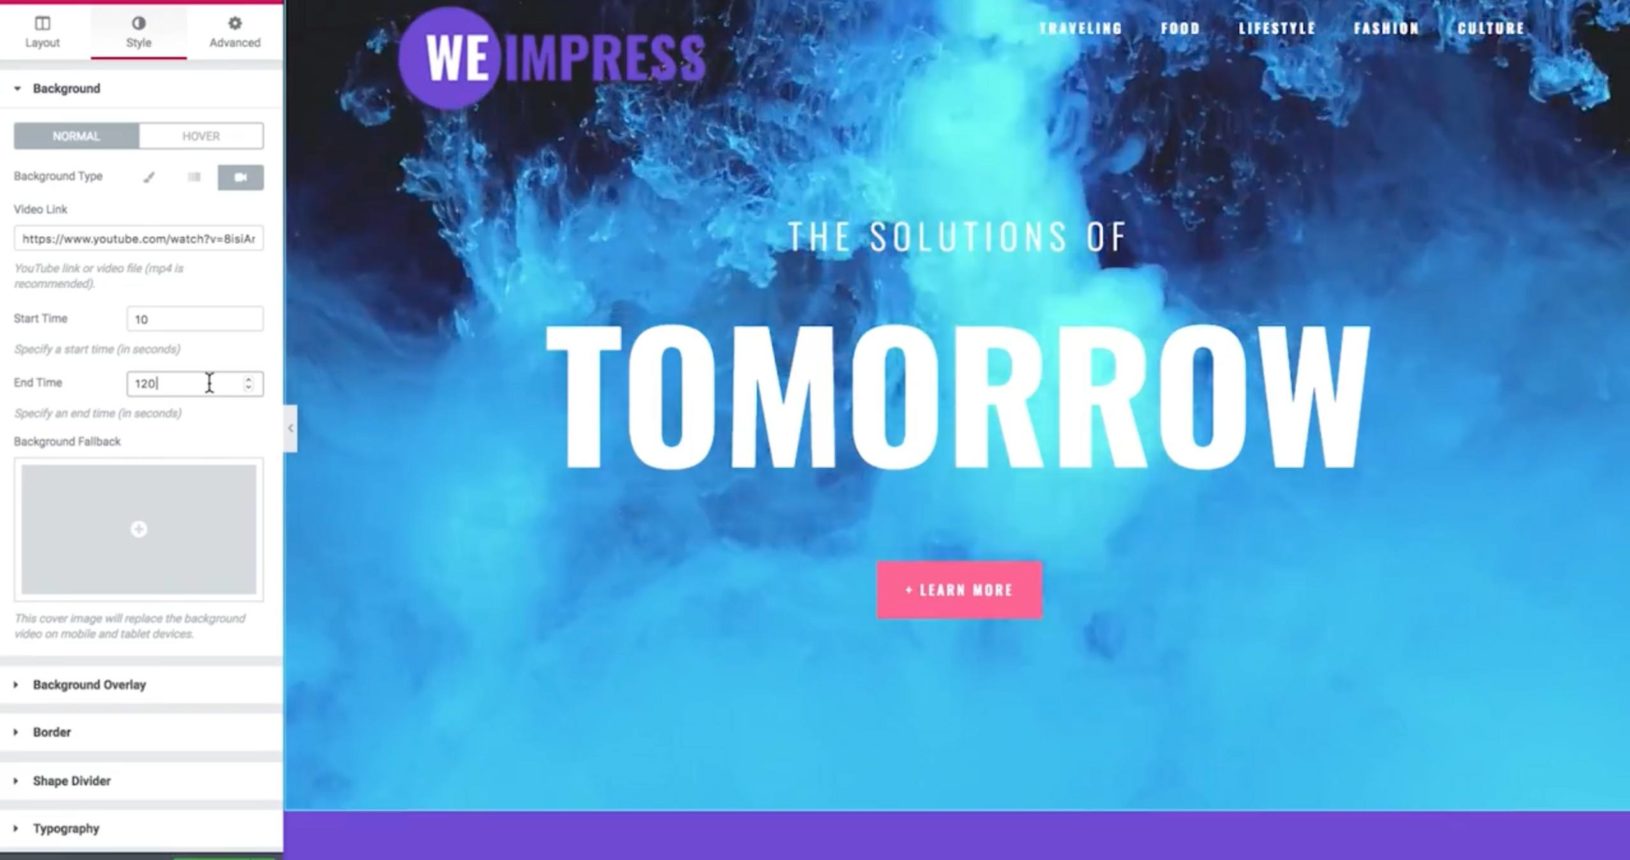 Layout
Style
Advanced
Background
NORMAL
HOVER
Background Type
Video Link
https://www.youtube.com/watch?v=8isiAr
YouTube link or video file (mp4 is
recommended).
Start Time
10
Specify a start time (in seconds)
End Time
120
Specify an end time (in seconds)
Background Fallback
This cover image will replace the background
video on mobile and tablet devices.
Background Overlay
Border
Shape Divider
Typography
WEIMPRESS
TRAVELING FOOD LIFESTYLE FASHION CULTURE
THE SOLUTIONS OF
TOMORROW
+ LEARN MORE